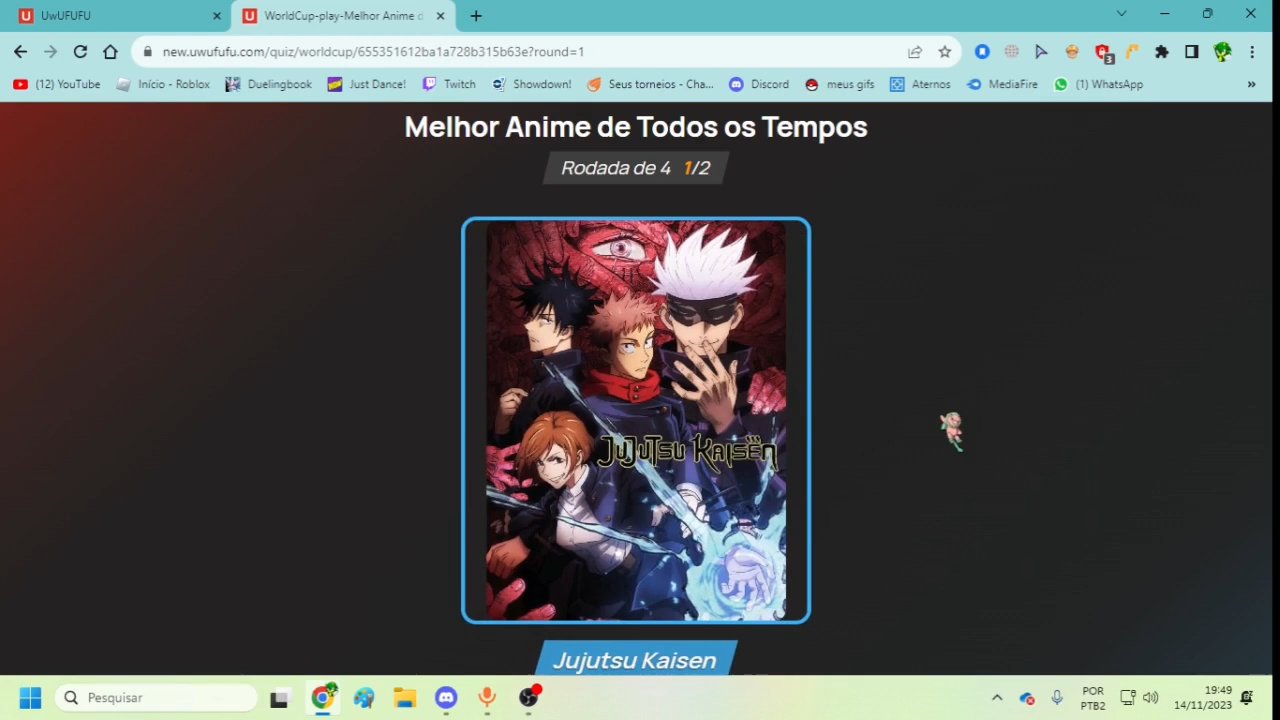 UwUFUFU
WorldCup-play-Melhor Anime d
new.uwufufu.com/quiz/worldcup/655351612ba1a728b315b63e?round=1
3
(12) YouTube
Início - Roblox
Duelingbook
Just Dance!
Twitch
Showdown!
Seus torneios - Cha...
Discord
meus gifs
Aternos
MediaFire
(1) WhatsApp
»
Melhor Anime de Todos os Tempos
Rodada de 4 1/2
JUJUTSU KAISEN
Jujutsu Kaisen
Pesquisar
POR
PTB2
19:49
14/11/2023